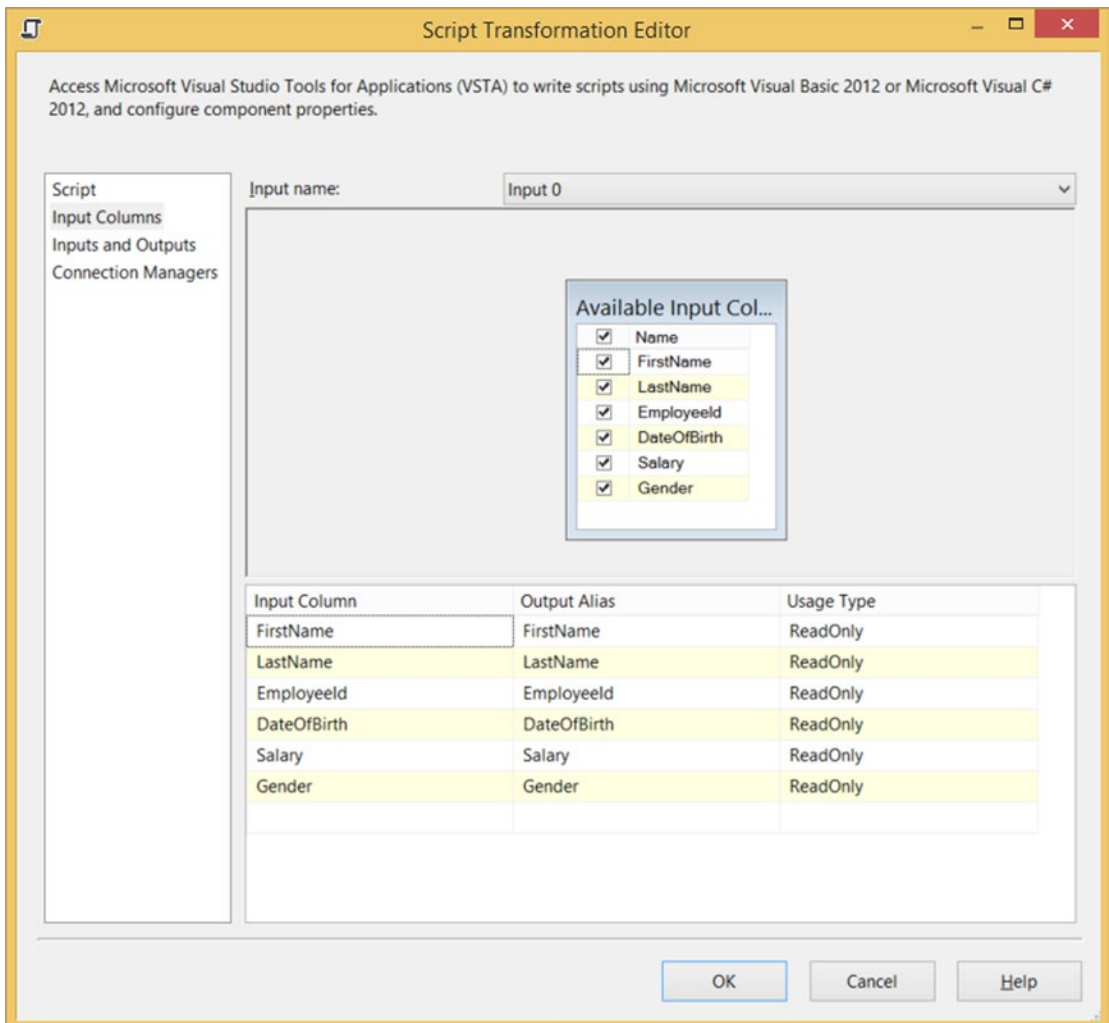 Script Transformation Editor
Access Microsoft Visual Studio Tools for Applications (VSTA) to write scripts using Microsoft Visual Basic 2012 or Microsoft Visual C#
2012, and configure component properties.
Script
Input Columns
Inputs and Outputs
Connection Managers
Input name: Input 0
Available Input Col...
Name
FirstName
LastName
EmployeeId
DateOfBirth
Salary
Gender
Input Column Output Alias Usage Type
FirstName FirstName ReadOnly
LastName LastName ReadOnly
EmployeeId EmployeeId ReadOnly
DateOfBirth DateOfBirth ReadOnly
Salary Salary ReadOnly
Gender Gender ReadOnly
OK Cancel Help